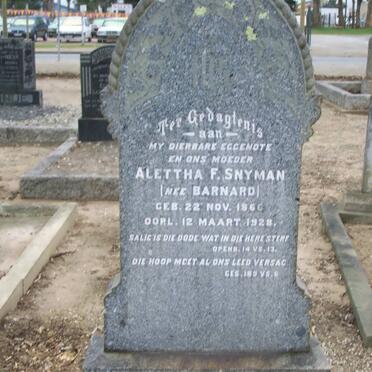 Ter Gedagtenis
aan
MY DIERBARE EGGENOTE
EN ONS MOEDER
ALETTHA F. SNYMAN
(NEE BARNARD)
GEB. 22 NOV. 1866
OORL. 12 MAART 1928.
SALIG IS DIE DODE WAT IN DIE HERE STERF
OPENB. 14 VS. 13.
DIE HOOP MOET AL ONS LEED VERSAG
GES. 180 VS. 6